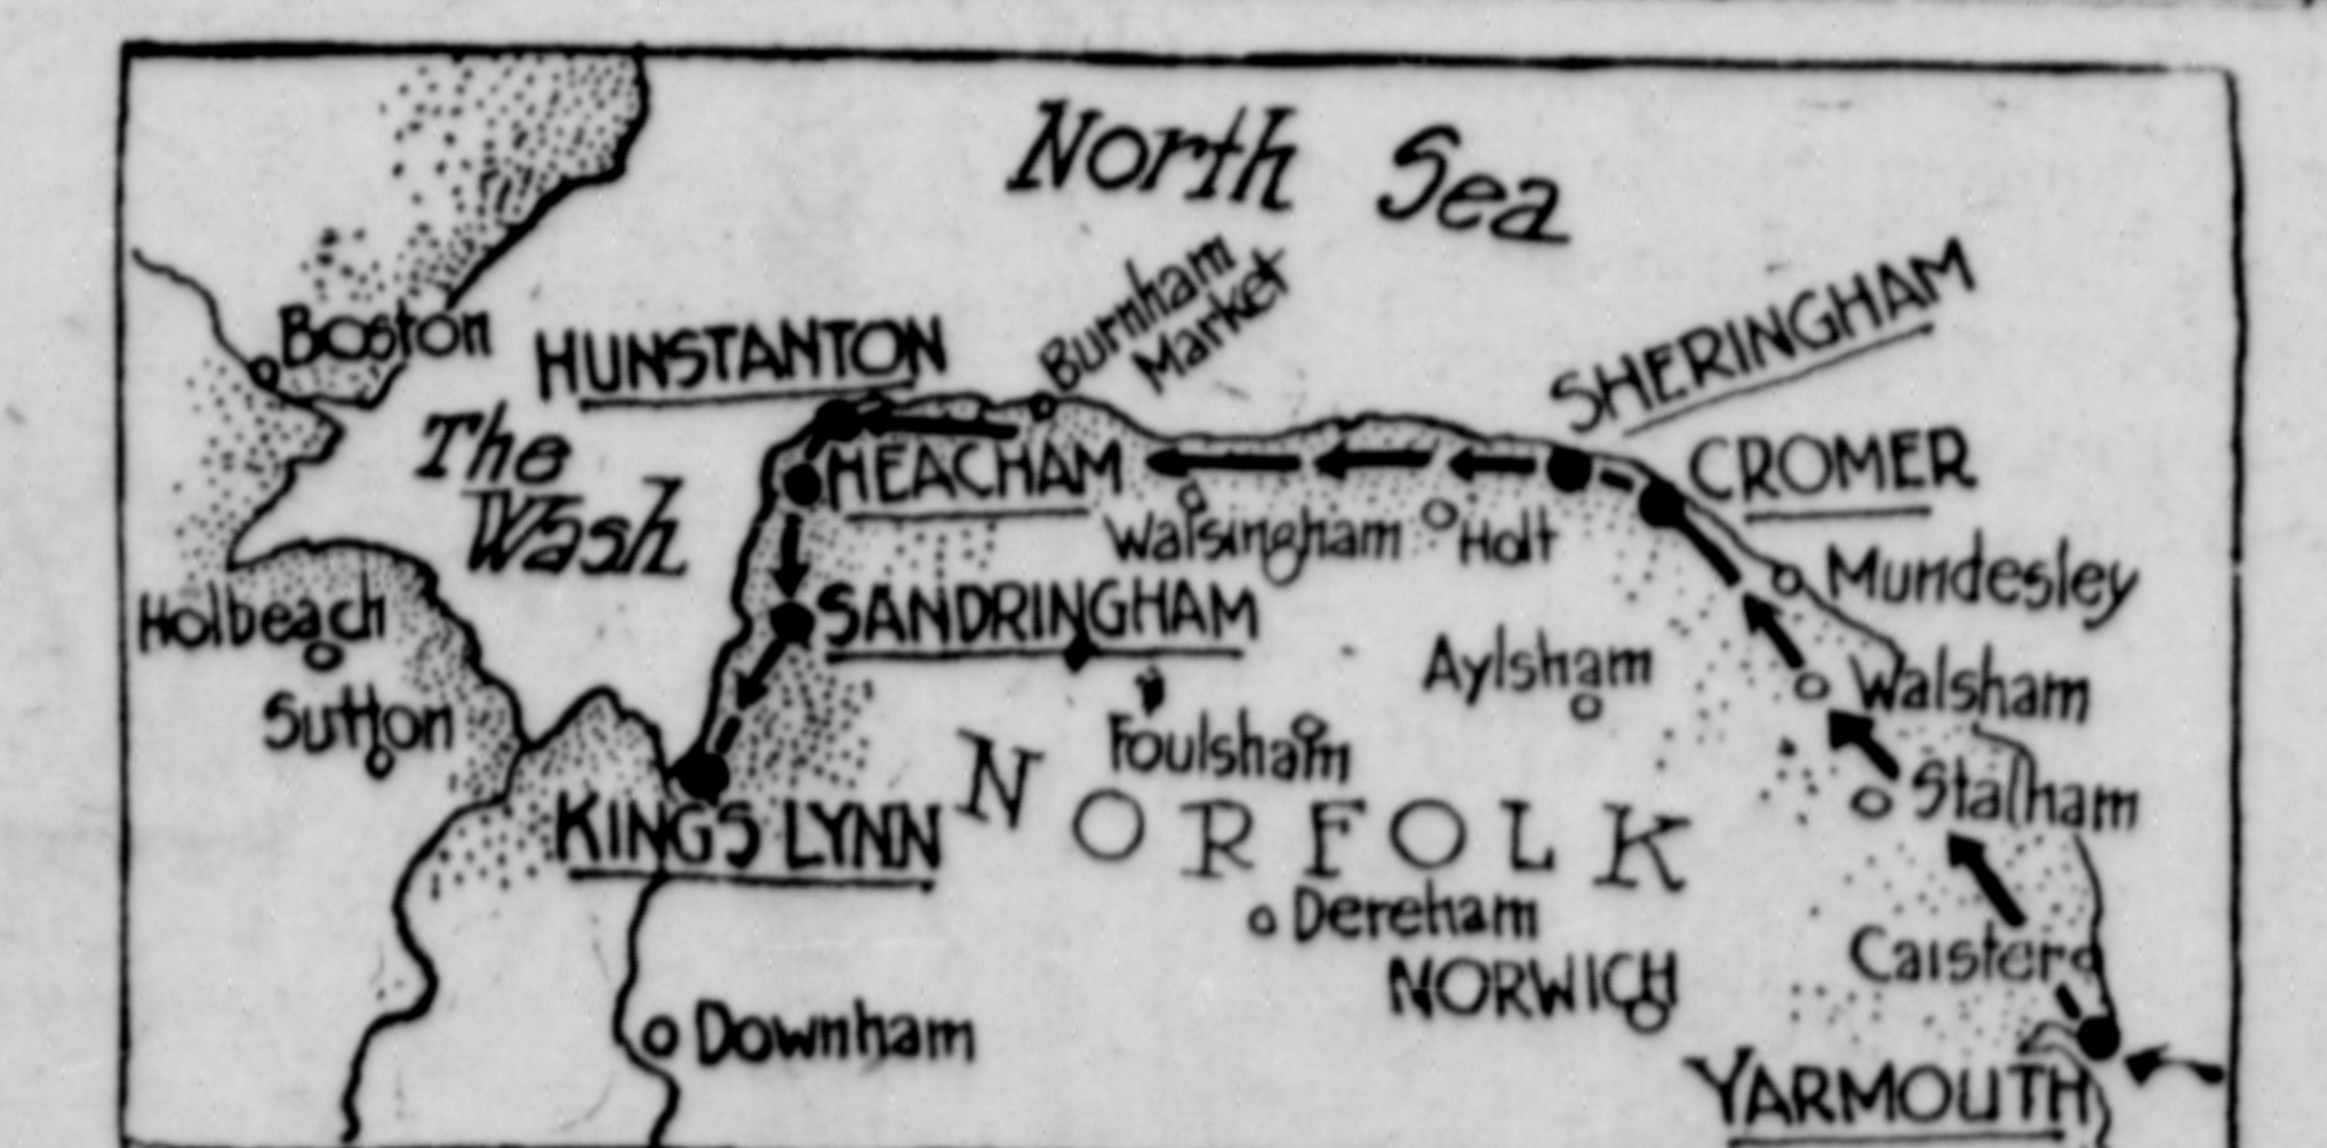 North Sea
Burnham
Market
Boston
HUNSTANTON
SHERINGHAM
The
Wash
HEACHAM
CROMER
Walsingham
Holt
Mundesley
Holbeach
SANDRINGHAM
Aylsham
Walsham
Sutton
Foulsham
Stalham
KINGS LYNN
NORFOLK
Dereham
Caister
NORWICH
Downham
YARMOUTH